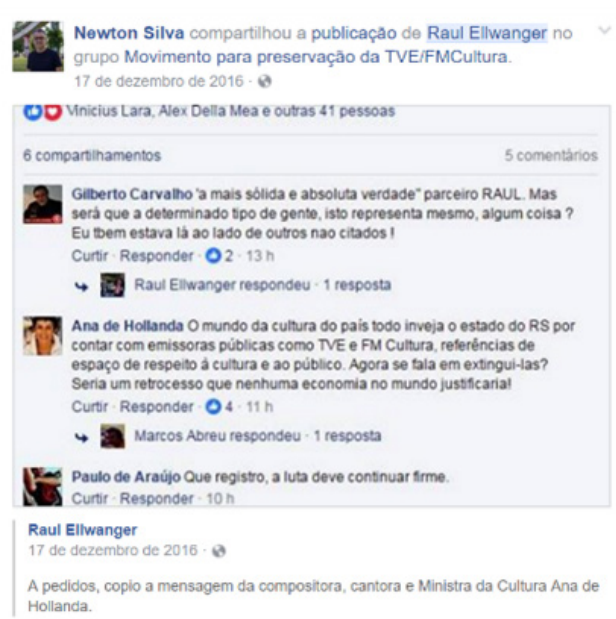 Newton Silva compartilhou a publicação de Raul Ellwanger no
grupo Movimento para preservação da TVE/FMCultura.
17 de dezembro de 2016 ·
Vinicius Lara, Alex Della Mea e outras 41 pessoas
6 compartilhamentos 5 comentários
Gilberto Carvalho 'a mais sólida e absoluta verdade" parceiro RAUL. Mas
será que a determinado tipo de gente, isto representa mesmo, algum coisa ?
Eu tbem estava lá ao lado de outros nao citados !
Curtir · Responder · 2 · 13 h
Raul Ellwanger respondeu · 1 resposta
Ana de Hollanda O mundo da cultura do país todo inveja o estado do RS por
contar com emissoras públicas como TVE e FM Cultura, referências de
espaço de respeito á cultura e ao público. Agora se fala em extingui-las?
Seria um retrocesso que nenhuma economia no mundo justificaria!
Curtir · Responder · 4 · 11 h
Marcos Abreu respondeu · 1 resposta
Paulo de Araújo Que registro, a luta deve continuar firme.
Curtir · Responder · 10 h
Raul Ellwanger
17 de dezembro de 2016 ·
A pedidos, copio a mensagem da compositora, cantora e Ministra da Cultura Ana de
Hollanda.